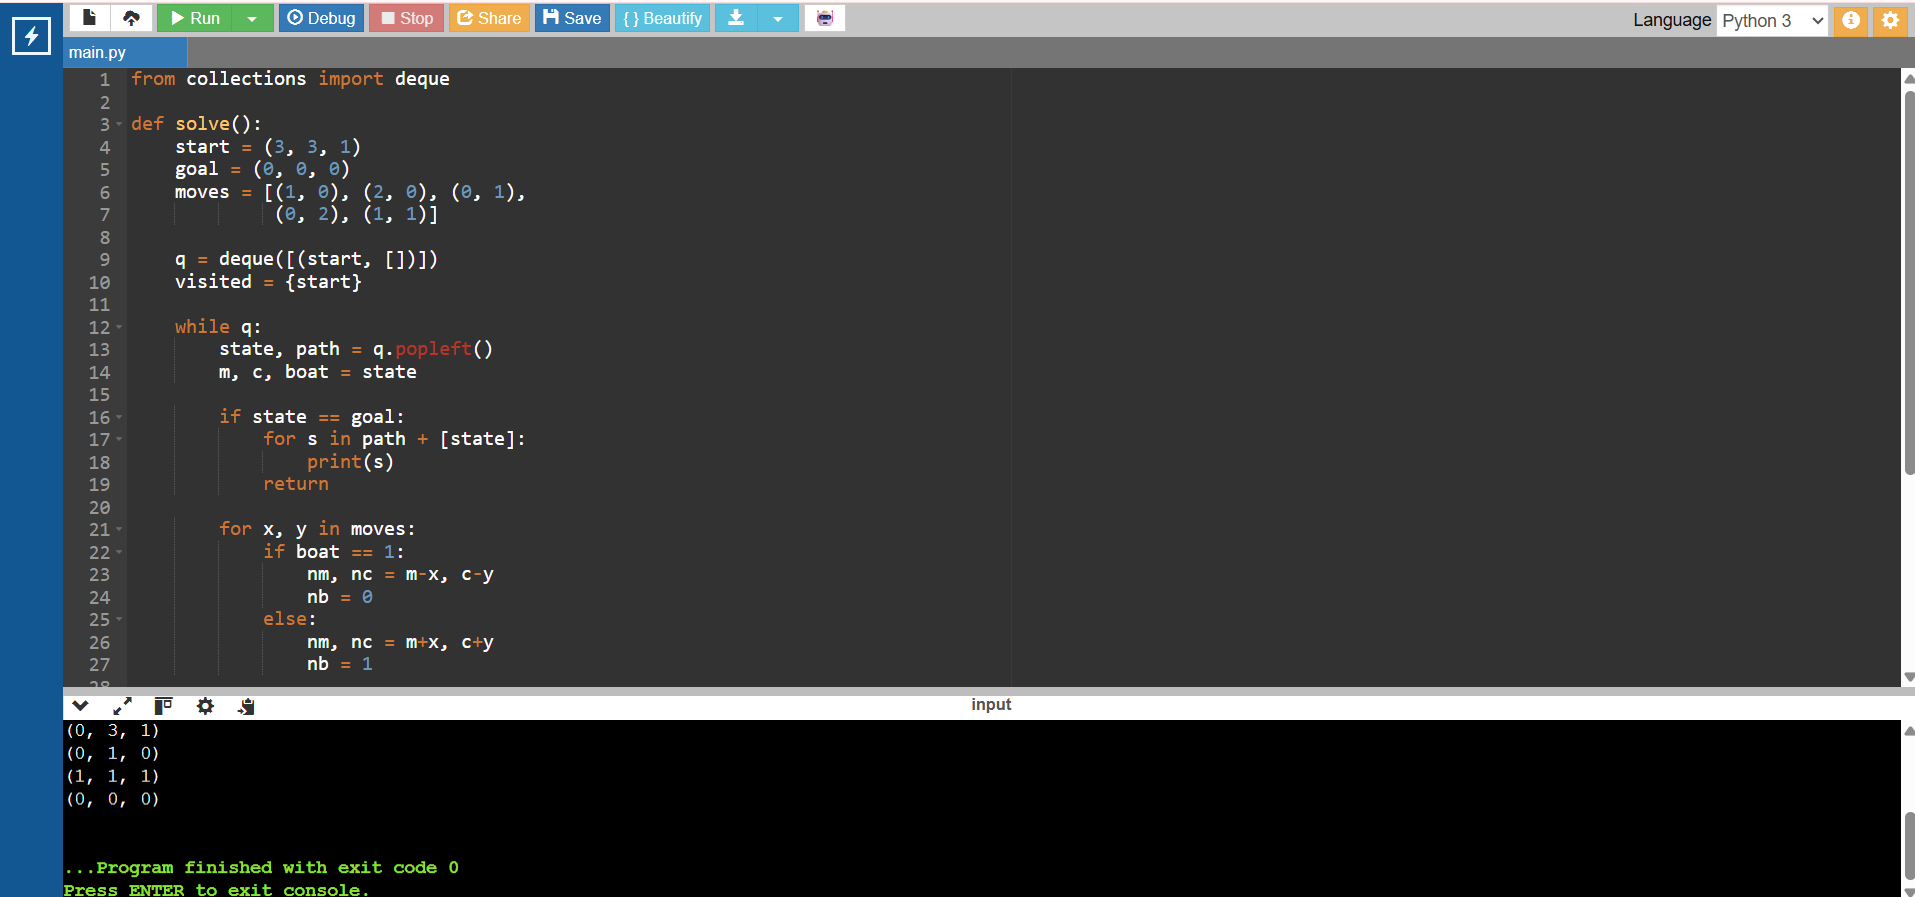 Run Debug Stop Share Save { } Beautify Language Python 3
main.py
1 from collections import deque
2
3 def solve():
4     start = (3, 3, 1)
5     goal = (0, 0, 0)
6     moves = [(1, 0), (2, 0), (0, 1),
7              (0, 2), (1, 1)]
8
9     q = deque([(start, [])])
10     visited = {start}
11
12     while q:
13         state, path = q.popleft()
14         m, c, boat = state
15
16         if state == goal:
17             for s in path + [state]:
18                 print(s)
19             return
20
21         for x, y in moves:
22             if boat == 1:
23                 nm, nc = m-x, c-y
24                 nb = 0
25             else:
26                 nm, nc = m+x, c+y
27                 nb = 1
28
input
(0, 3, 1)
(0, 1, 0)
(1, 1, 1)
(0, 0, 0)
...Program finished with exit code 0
Press ENTER to exit console.